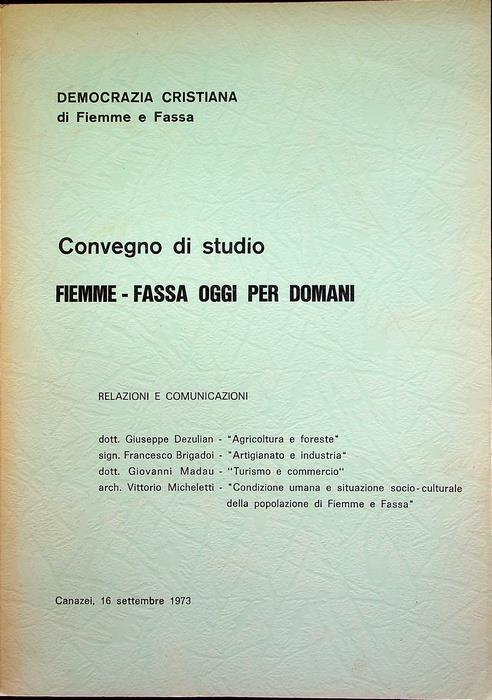 DEMOCRAZIA CRISTIANA
di Fiemme e Fassa
Convegno di studio
FIEMME - FASSA OGGI PER DOMANI
RELAZIONI E COMUNICAZIONI
dott. Giuseppe Dezulian - "Agricoltura e foreste"
sign. Francesco Brigadoi - "Artigianato e industria"
dott. Giovanni Madau - "Turismo e commercio"
arch. Vittorio Micheletti - "Condizione umana e situazione socio-culturale
della popolazione di Fiemme e Fassa"
Canazei, 16 settembre 1973